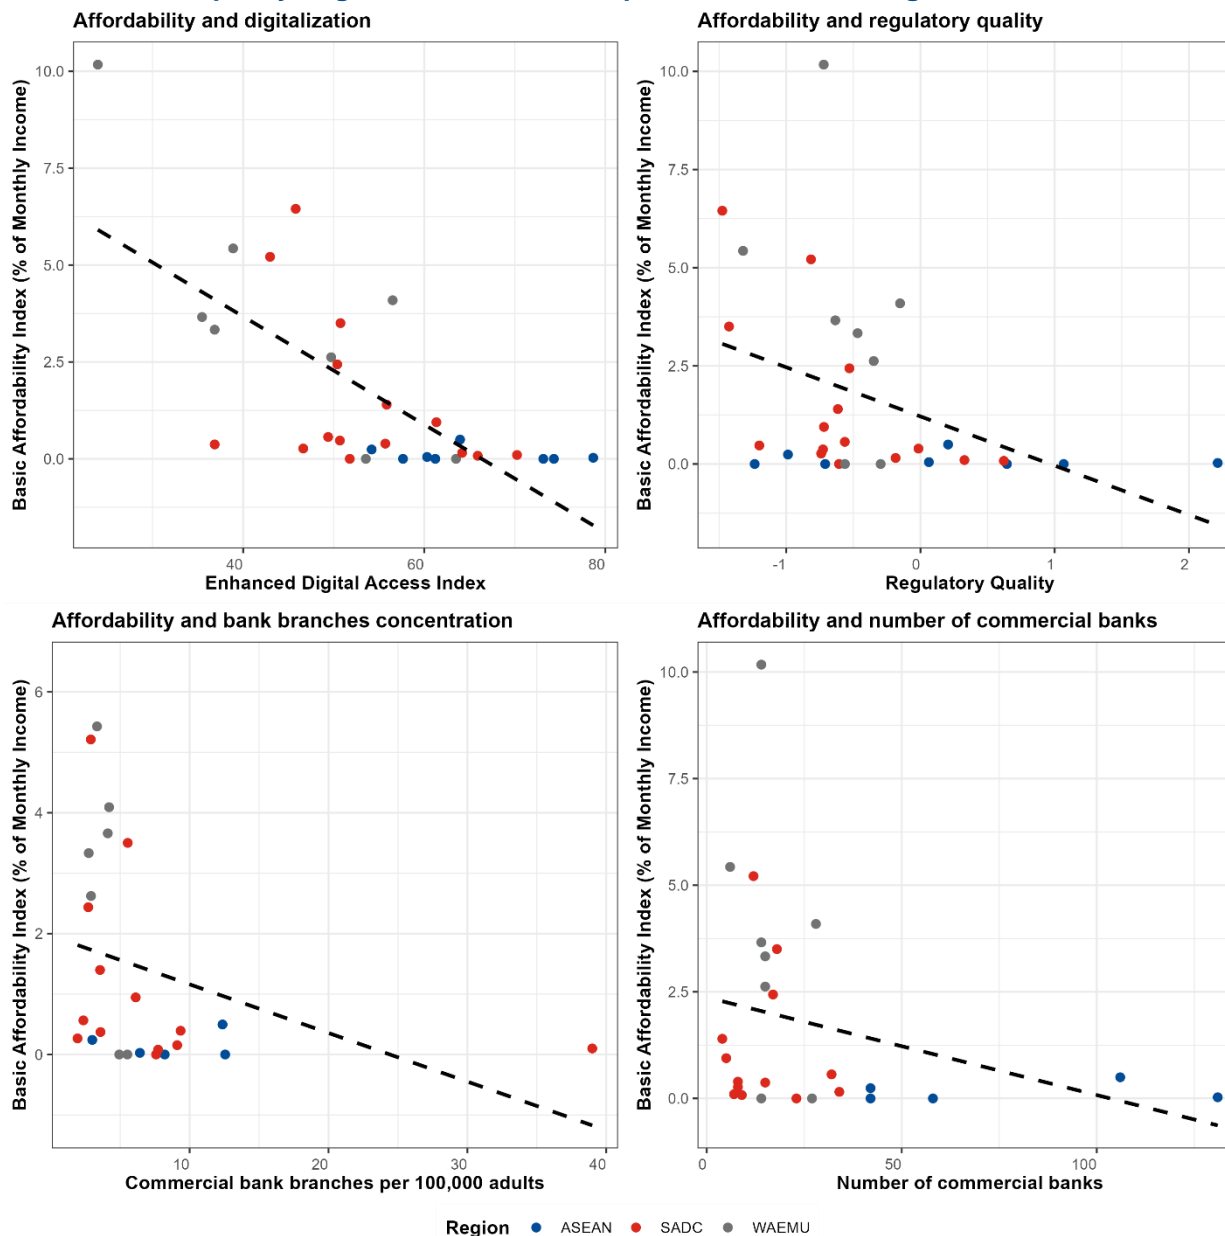 Affordability and digitalization
Basic Affordability Index (% of Monthly Income)
10.0
7.5
5.0
2.5
0.0
40
60
80
Enhanced Digital Access Index
Affordability and regulatory quality
Basic Affordability Index (% of Monthly Income)
10.0
7.5
5.0
2.5
0.0
-1
0
1
2
Regulatory Quality
Affordability and bank branches concentration
Basic Affordability Index (% of Monthly Income)
6
4
2
0
10
20
30
40
Commercial bank branches per 100,000 adults
Affordability and number of commercial banks
Basic Affordability Index (% of Monthly Income)
10.0
7.5
5.0
2.5
0.0
0
50
100
Number of commercial banks
Region ASEAN SADC WAEMU